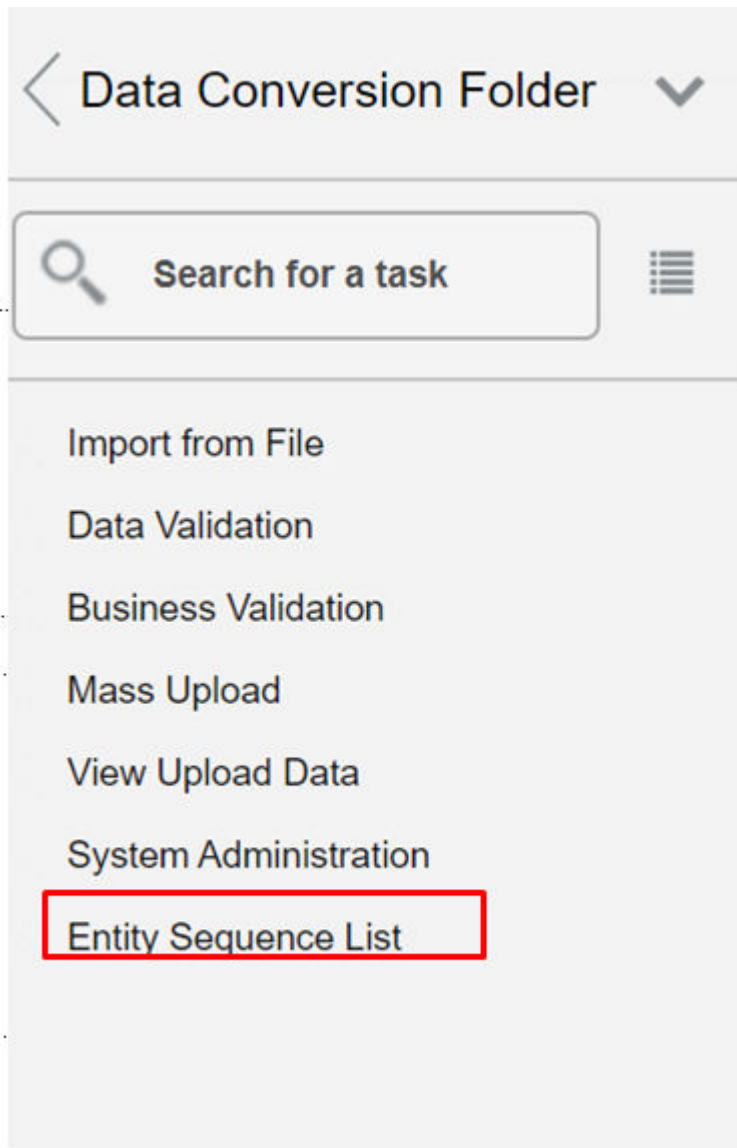 Data Conversion Folder
Search for a task
Import from File
Data Validation
Business Validation
Mass Upload
View Upload Data
System Administration
Entity Sequence List